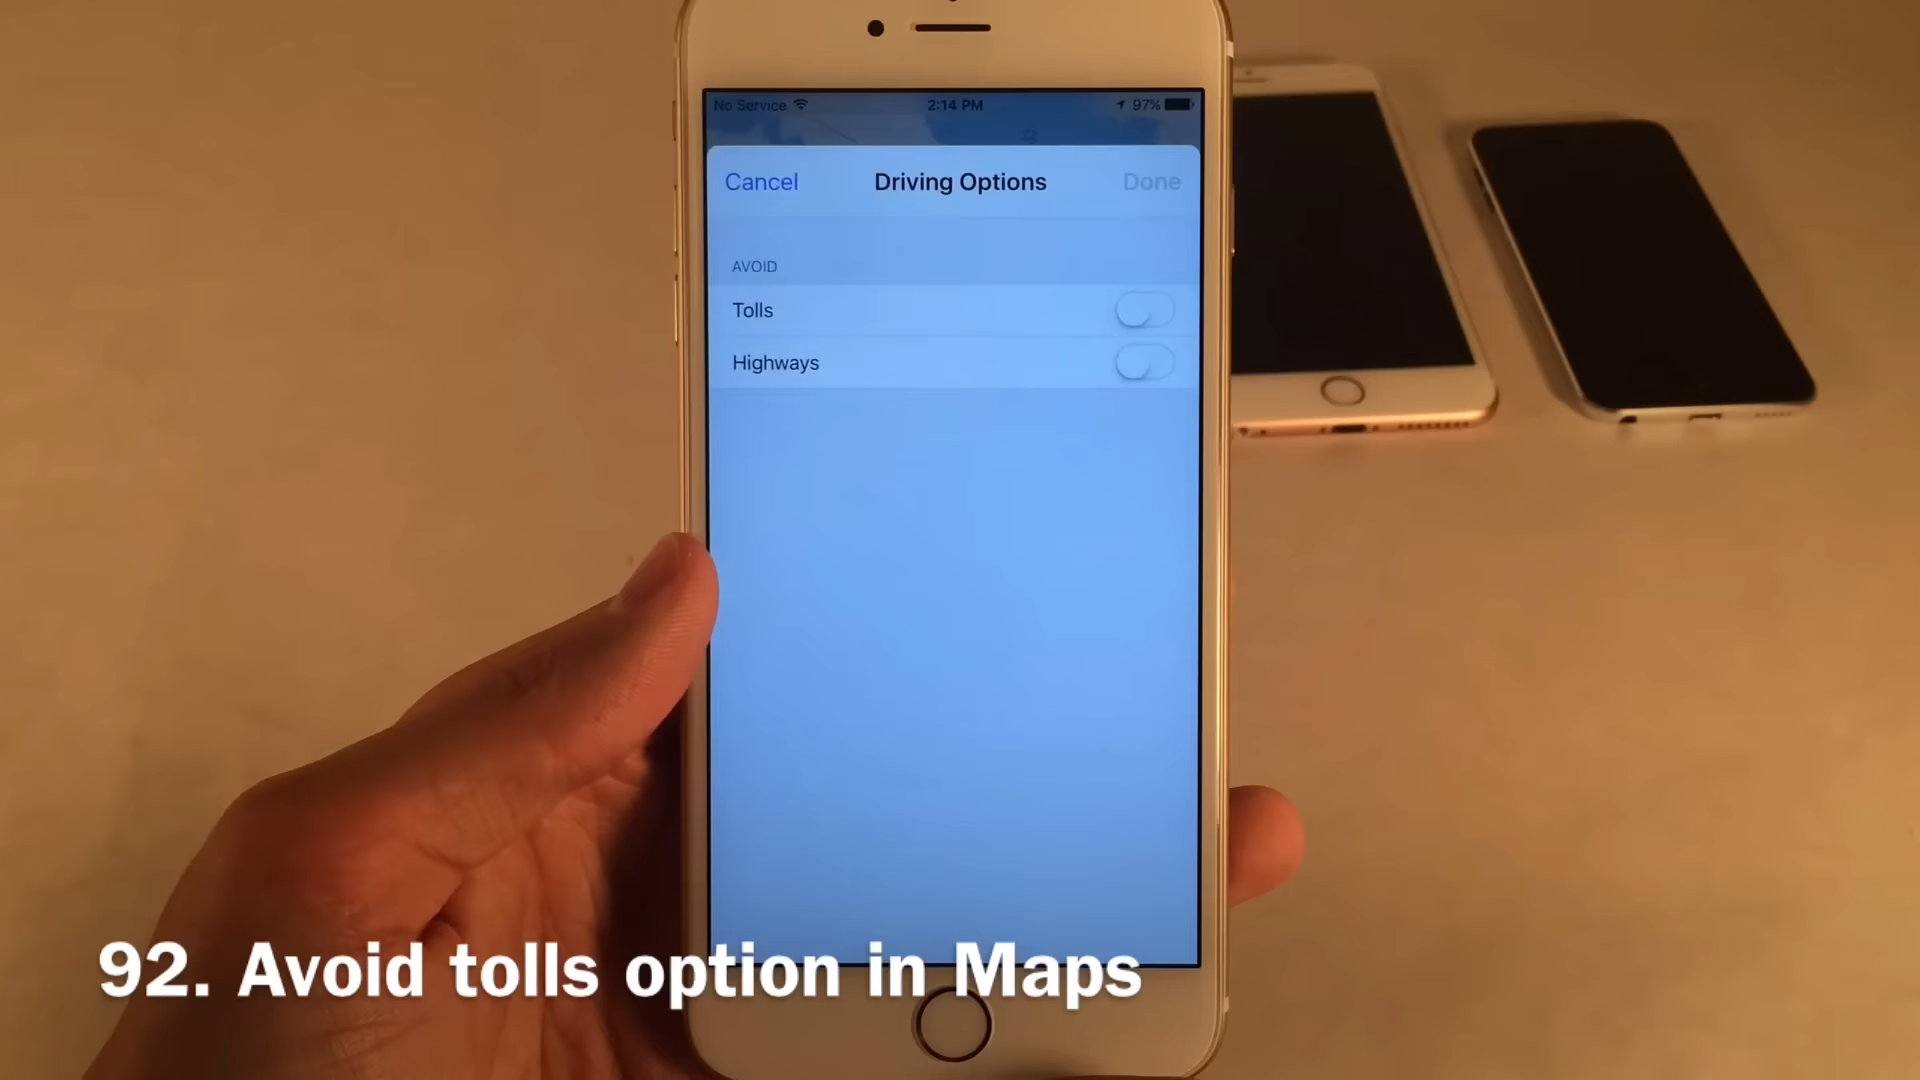 No Service 2:14 PM 97%
Cancel Driving Options Done
AVOID
Tolls
Highways
92. Avoid tolls option in Maps